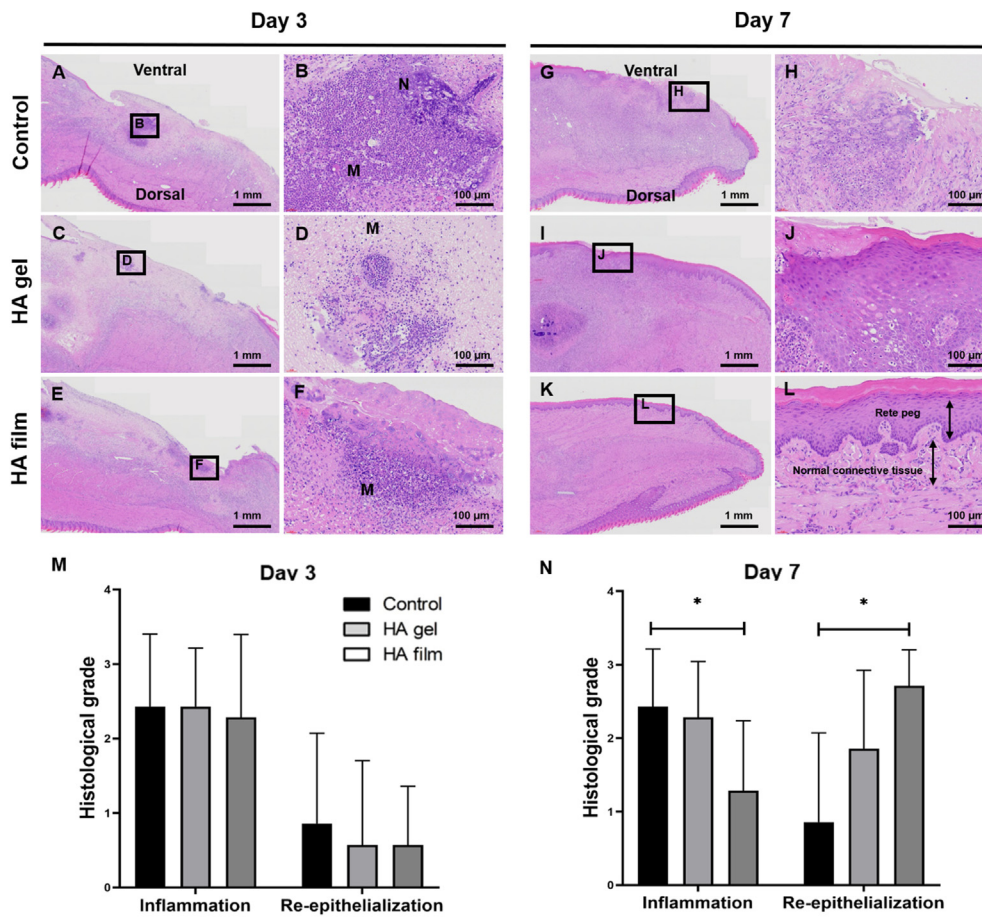 Day 3
Day 7
Control
A
Ventral
B
Dorsal
1 mm
B
N
M
100 µm
G
Ventral
H
Dorsal
1 mm
H
100 µm
HA gel
C
D
1 mm
D
M
100 µm
I
J
1 mm
J
100 µm
HA film
E
F
1 mm
F
M
100 µm
K
L
1 mm
L
Rete peg
Normal connective tissue
100 µm
M
Day 3
Histological grade
4
3
2
1
0
Control
HA gel
HA film
Inflammation
Re-epithelialization
N
Day 7
Histological grade
4
3
2
1
0
*
*
Inflammation
Re-epithelialization